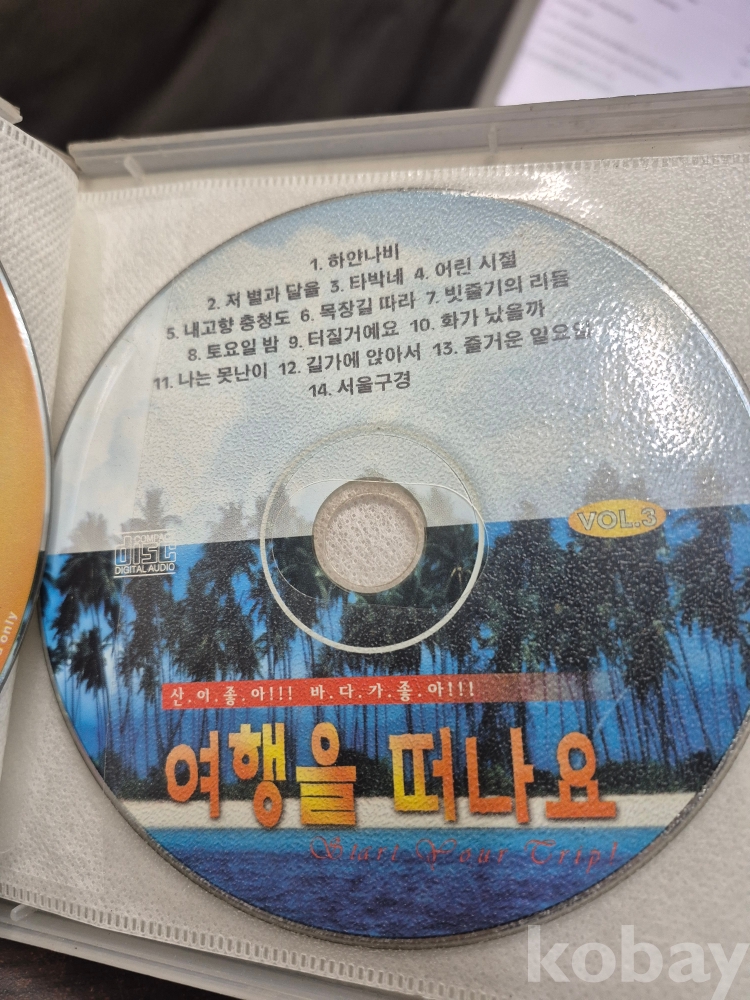 1. 하얀나비
2. 저 별과 달을 3. 타박네 4. 어린 시절
5. 내고향 충청도 6. 목장길 따라 7. 빗줄기의 리듬
8. 토요일 밤 9. 터질거예요 10. 화가 났을까
11. 나는 못난이 12. 길가에 앉아서 13. 즐거운 일요일
14. 서울구경
VOL.3
COMPACT
disc
DIGITAL AUDIO
only
산.이.좋.아!!! 바.다.가.좋.아!!!
여행을 떠나요
Start Your Trip!
kobay